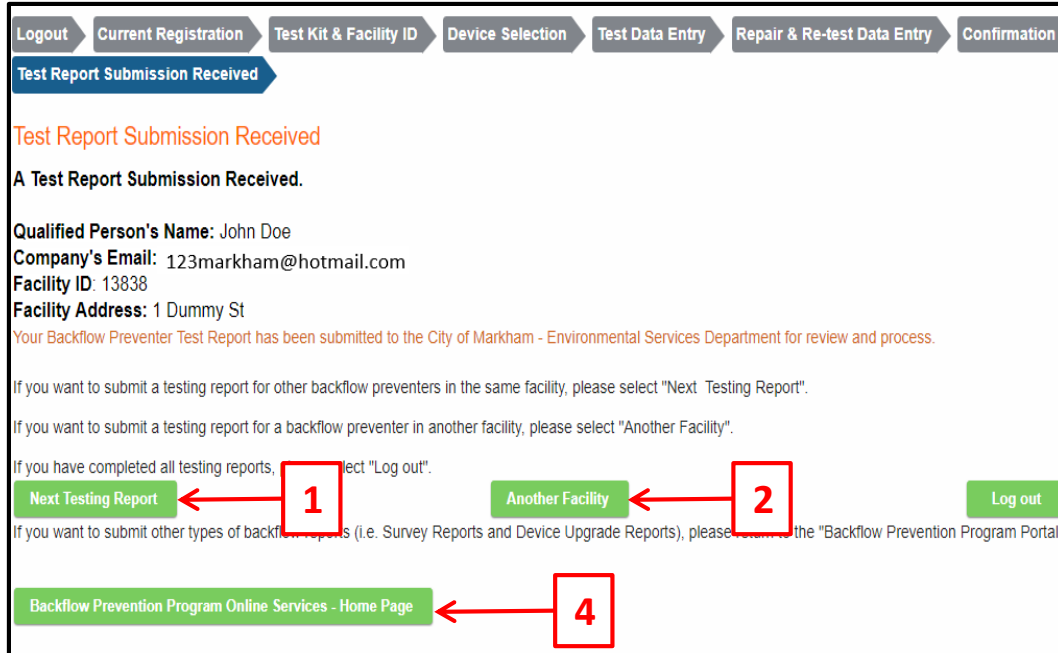 Logout Current Registration Test Kit & Facility ID Device Selection Test Data Entry Repair & Re-test Data Entry Confirmation
Test Report Submission Received
Test Report Submission Received
A Test Report Submission Received.
Qualified Person's Name: John Doe
Company's Email: 123markham@hotmail.com
Facility ID: 13838
Facility Address: 1 Dummy St
Your Backflow Preventer Test Report has been submitted to the City of Markham - Environmental Services Department for review and process.
If you want to submit a testing report for other backflow preventers in the same facility, please select "Next Testing Report".
If you want to submit a testing report for a backflow preventer in another facility, please select "Another Facility".
If you have completed all testing reports, "Log out".
Next Testing Report 1 Another Facility 2 Log out
If you want to submit other types of backflow reports (i.e. Survey Reports and Device Upgrade Reports), please return to the "Backflow Prevention Program Portal
Backflow Prevention Program Online Services - Home Page 4